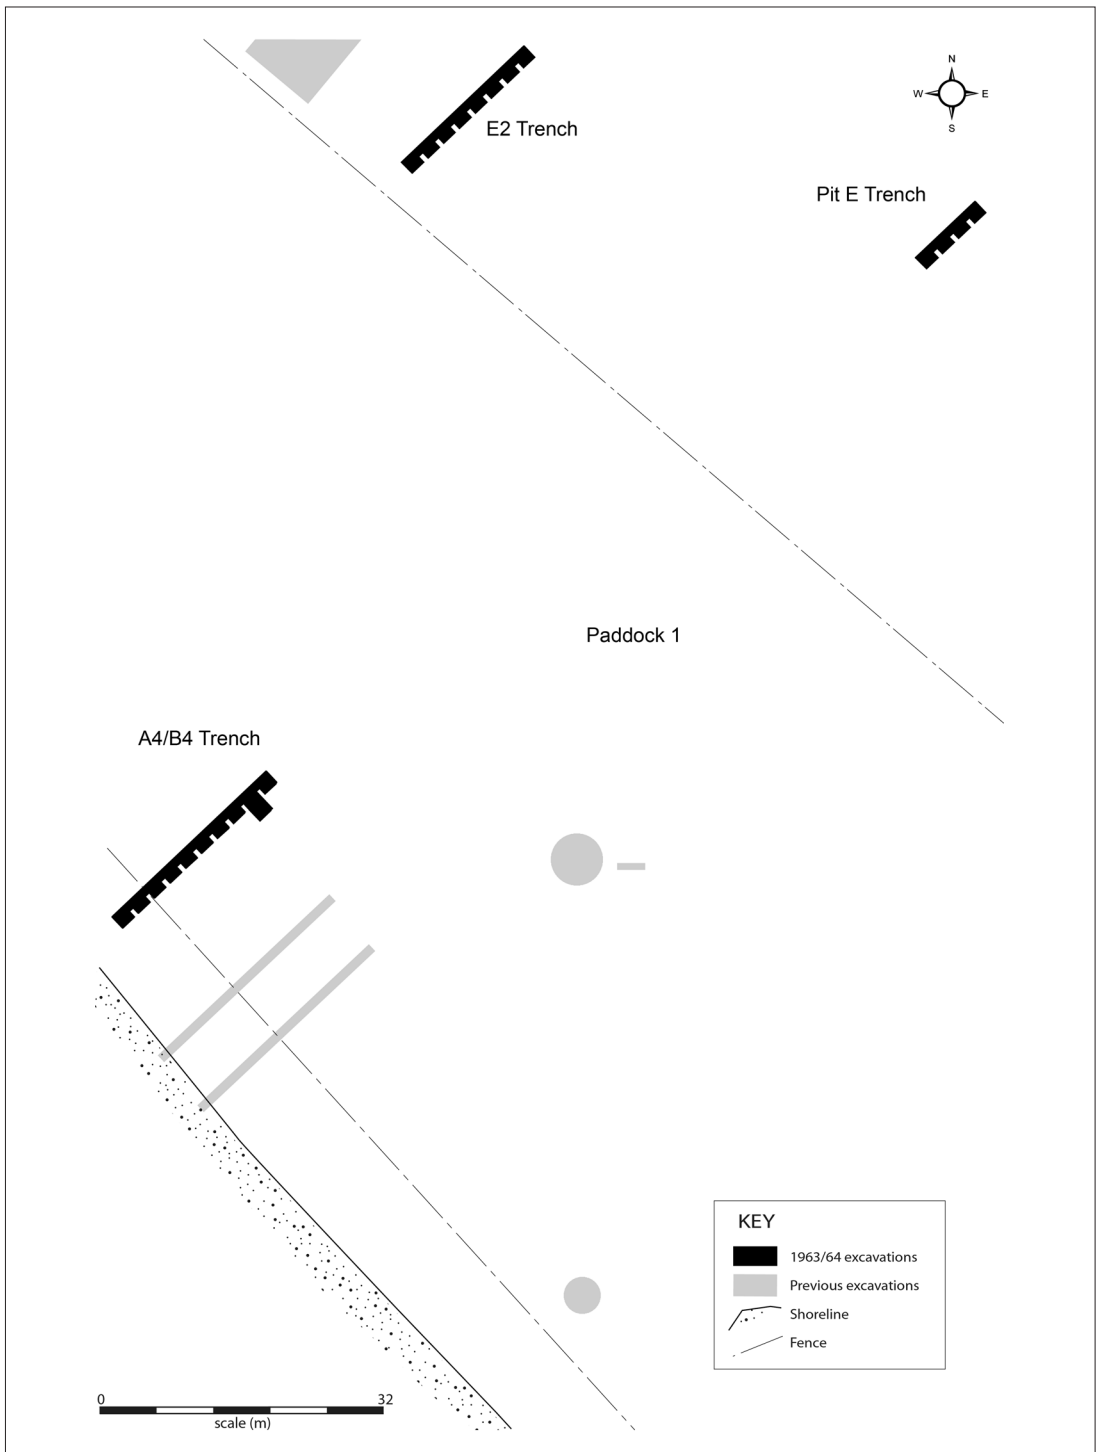 N
W E
S
E2 Trench
Pit E Trench
Paddock 1
A4/B4 Trench
KEY
1963/64 excavations
Previous excavations
Shoreline
Fence
0 32
scale (m)